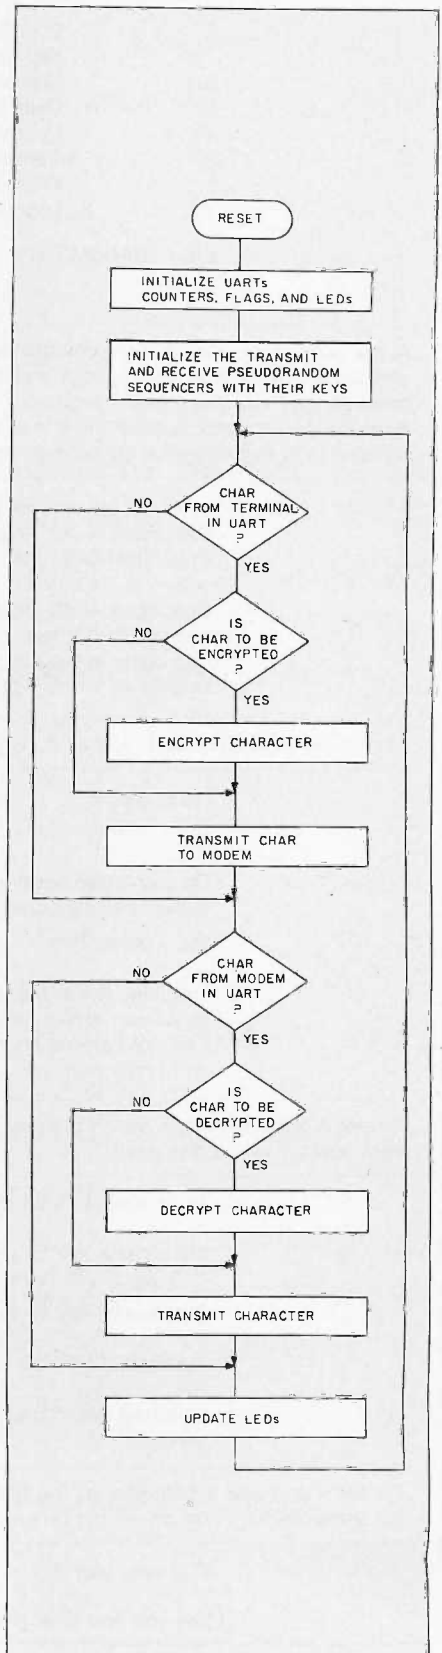 RESET
INITIALIZE UARTs
COUNTERS, FLAGS, AND LEDs
INITIALIZE THE TRANSMIT
AND RECEIVE PSEUDORANDOM
SEQUENCERS WITH THEIR KEYS
CHAR
FROM TERMINAL
IN UART
?
NO
YES
IS
CHAR TO BE
ENCRYPTED
?
NO
YES
ENCRYPT CHARACTER
TRANSMIT CHAR
TO MODEM
CHAR
FROM MODEM
IN UART
?
NO
YES
IS
CHAR TO BE
DECRYPTED
?
NO
YES
DECRYPT CHARACTER
TRANSMIT CHARACTER
UPDATE LEDs